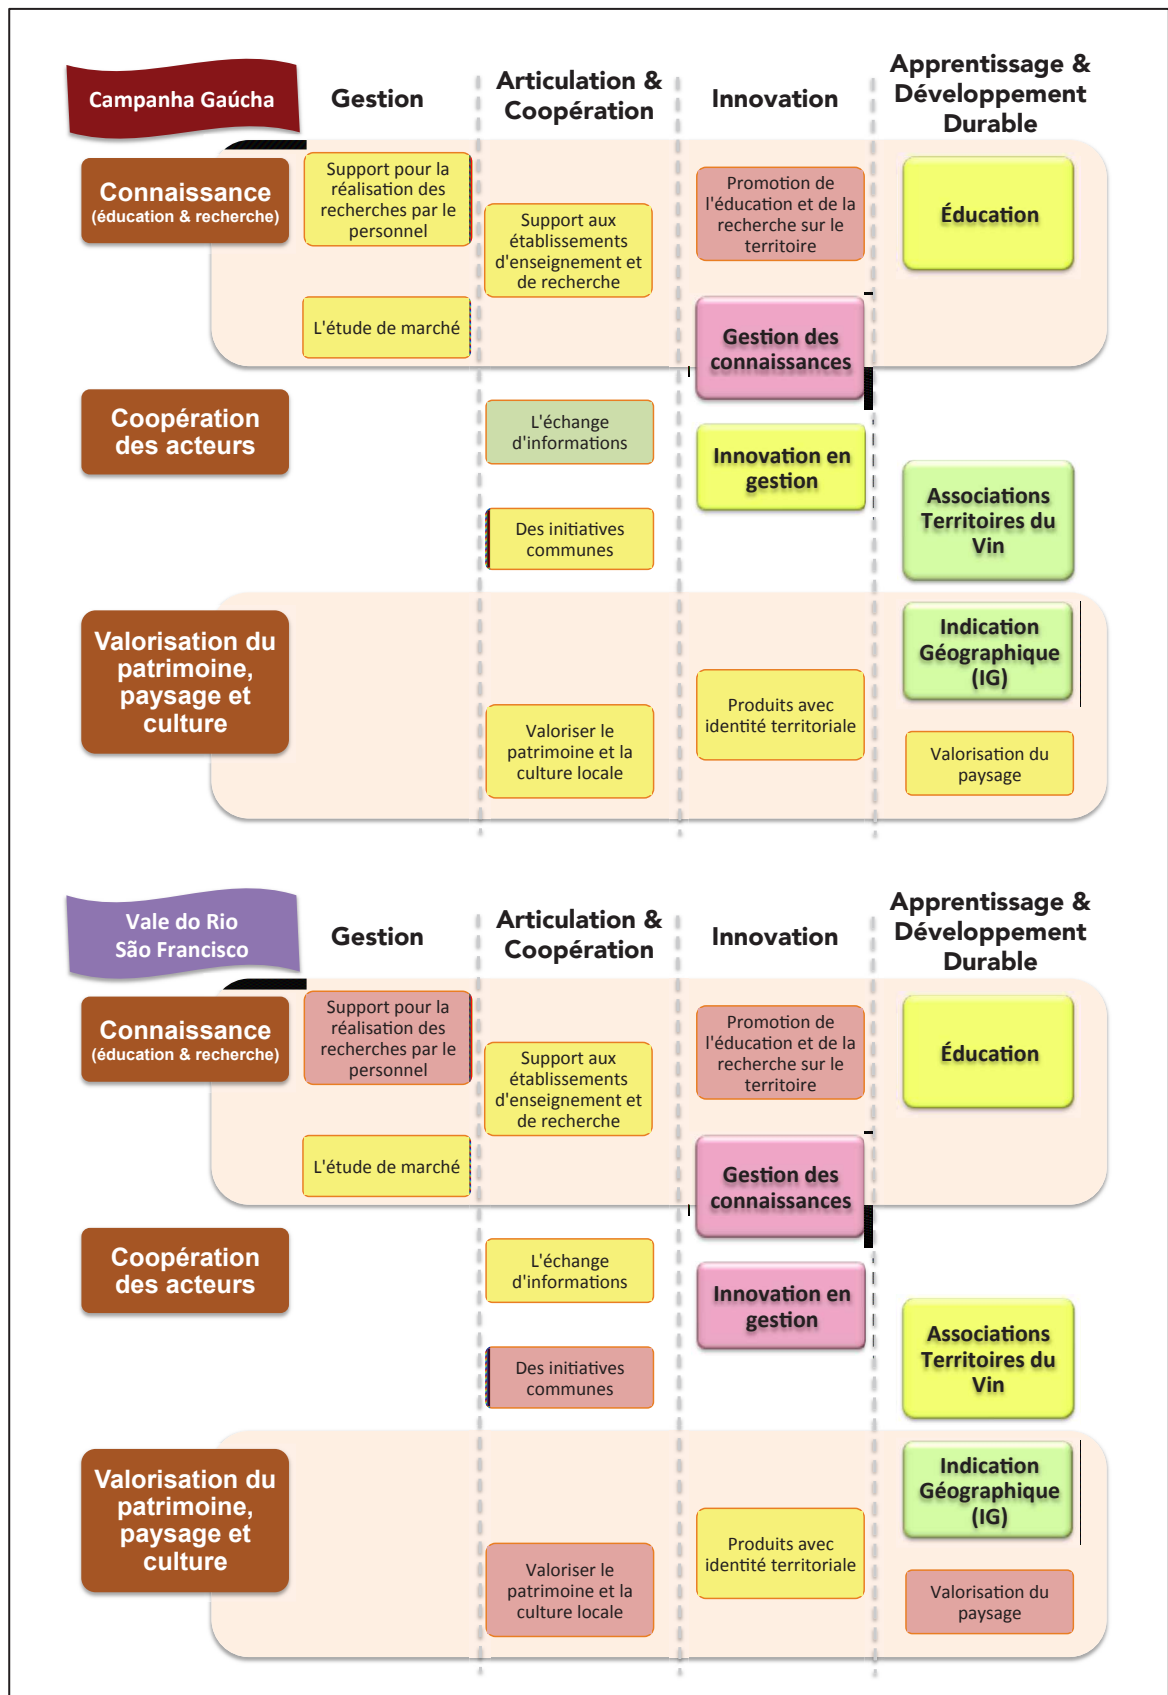 Campanha Gaúcha
Gestion
Articulation &
Coopération
Innovation
Apprentissage &
Développement
Durable
Connaissance
(éducation & recherche)
Support pour la
réalisation des
recherches par le
personnel
Support aux
établissements
d'enseignement et
de recherche
Promotion de
l'éducation et de la
recherche sur le
territoire
Éducation
L'étude de marché
Gestion des
connaissances
Coopération
des acteurs
L'échange
d'informations
Innovation en
gestion
Des initiatives
communes
Associations
Territoires du
Vin
Valorisation du
patrimoine,
paysage et
culture
Valoriser le
patrimoine et la
culture locale
Produits avec
identité territoriale
Indication
Géographique
(IG)
Valorisation du
paysage
Vale do Rio
São Francisco
Gestion
Articulation &
Coopération
Innovation
Apprentissage &
Développement
Durable
Connaissance
(éducation & recherche)
Support pour la
réalisation des
recherches par le
personnel
Support aux
établissements
d'enseignement et
de recherche
Promotion de
l'éducation et de la
recherche sur le
territoire
Éducation
L'étude de marché
Gestion des
connaissances
Coopération
des acteurs
L'échange
d'informations
Innovation en
gestion
Des initiatives
communes
Associations
Territoires du
Vin
Valorisation du
patrimoine,
paysage et
culture
Valoriser le
patrimoine et la
culture locale
Produits avec
identité territoriale
Indication
Géographique
(IG)
Valorisation du
paysage